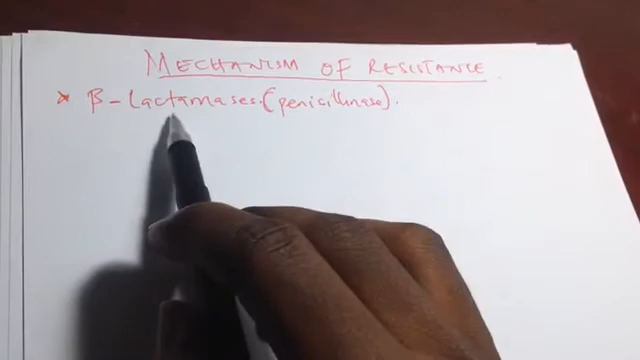 MECHANISM OF RESISTANCE
* β-Lactamases.(penicillinase).